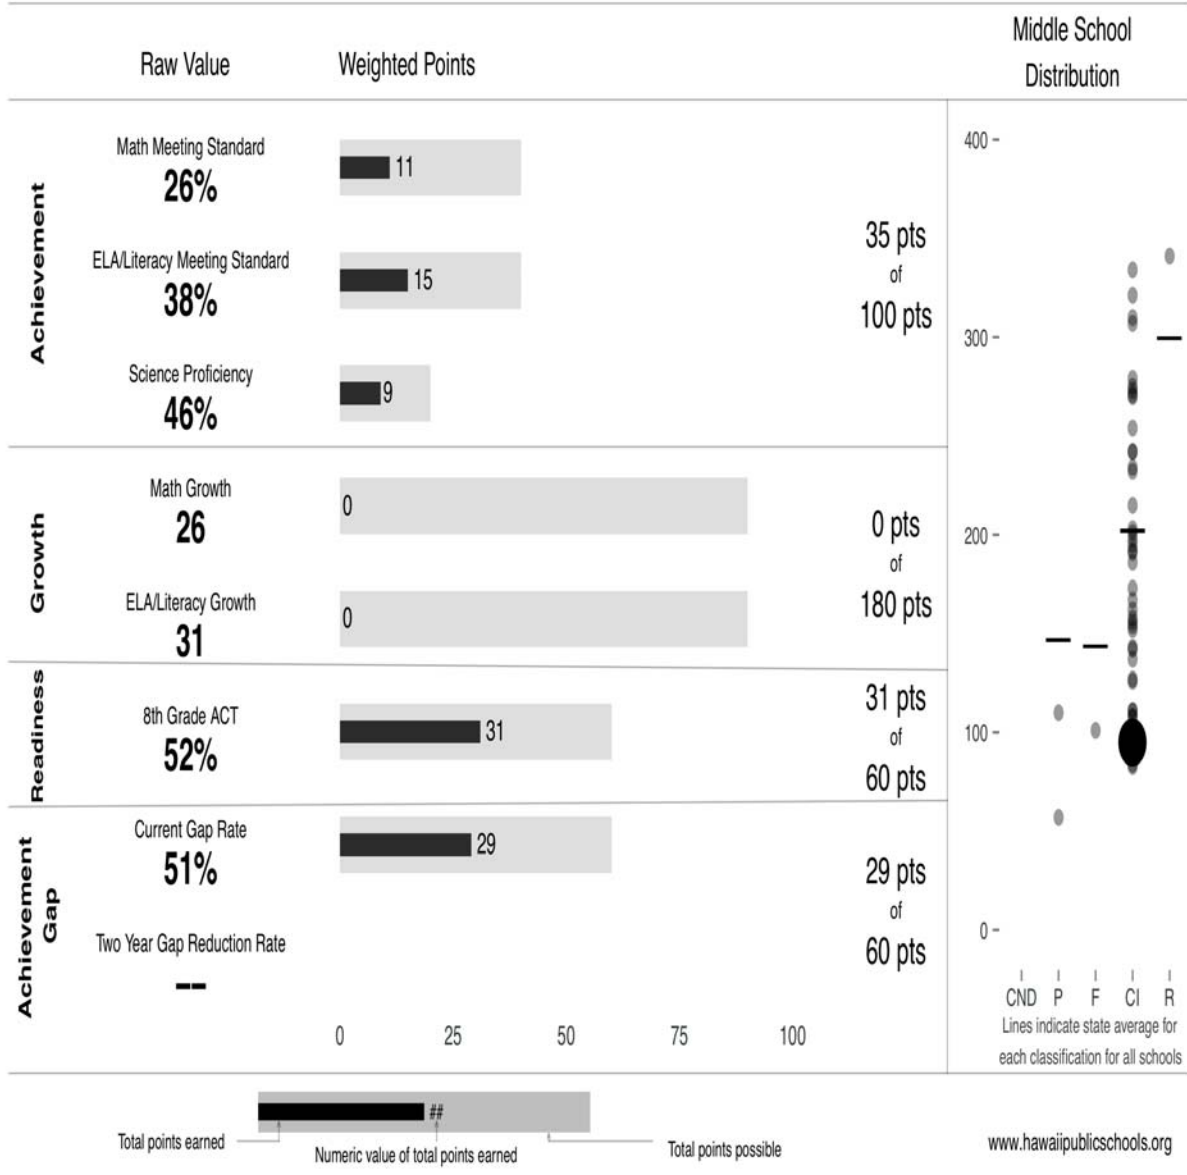 Raw Value
Weighted Points
Middle School
Distribution
Achievement
Math Meeting Standard
26%
11
ELA/Literacy Meeting Standard
38%
15
Science Proficiency
46%
9
35 pts
of
100 pts
Growth
Math Growth
26
0
ELA/Literacy Growth
31
0
0 pts
of
180 pts
Readiness
8th Grade ACT
52%
31
31 pts
of
60 pts
Achievement
Gap
Current Gap Rate
51%
29
Two Year Gap Reduction Rate
--
29 pts
of
60 pts
0 25 50 75 100
400
300
200
100
0
CND P F CI R
Lines indicate state average for
each classification for all schools
##
Total points earned
Numeric value of total points earned
Total points possible
www.hawaiipublicschools.org